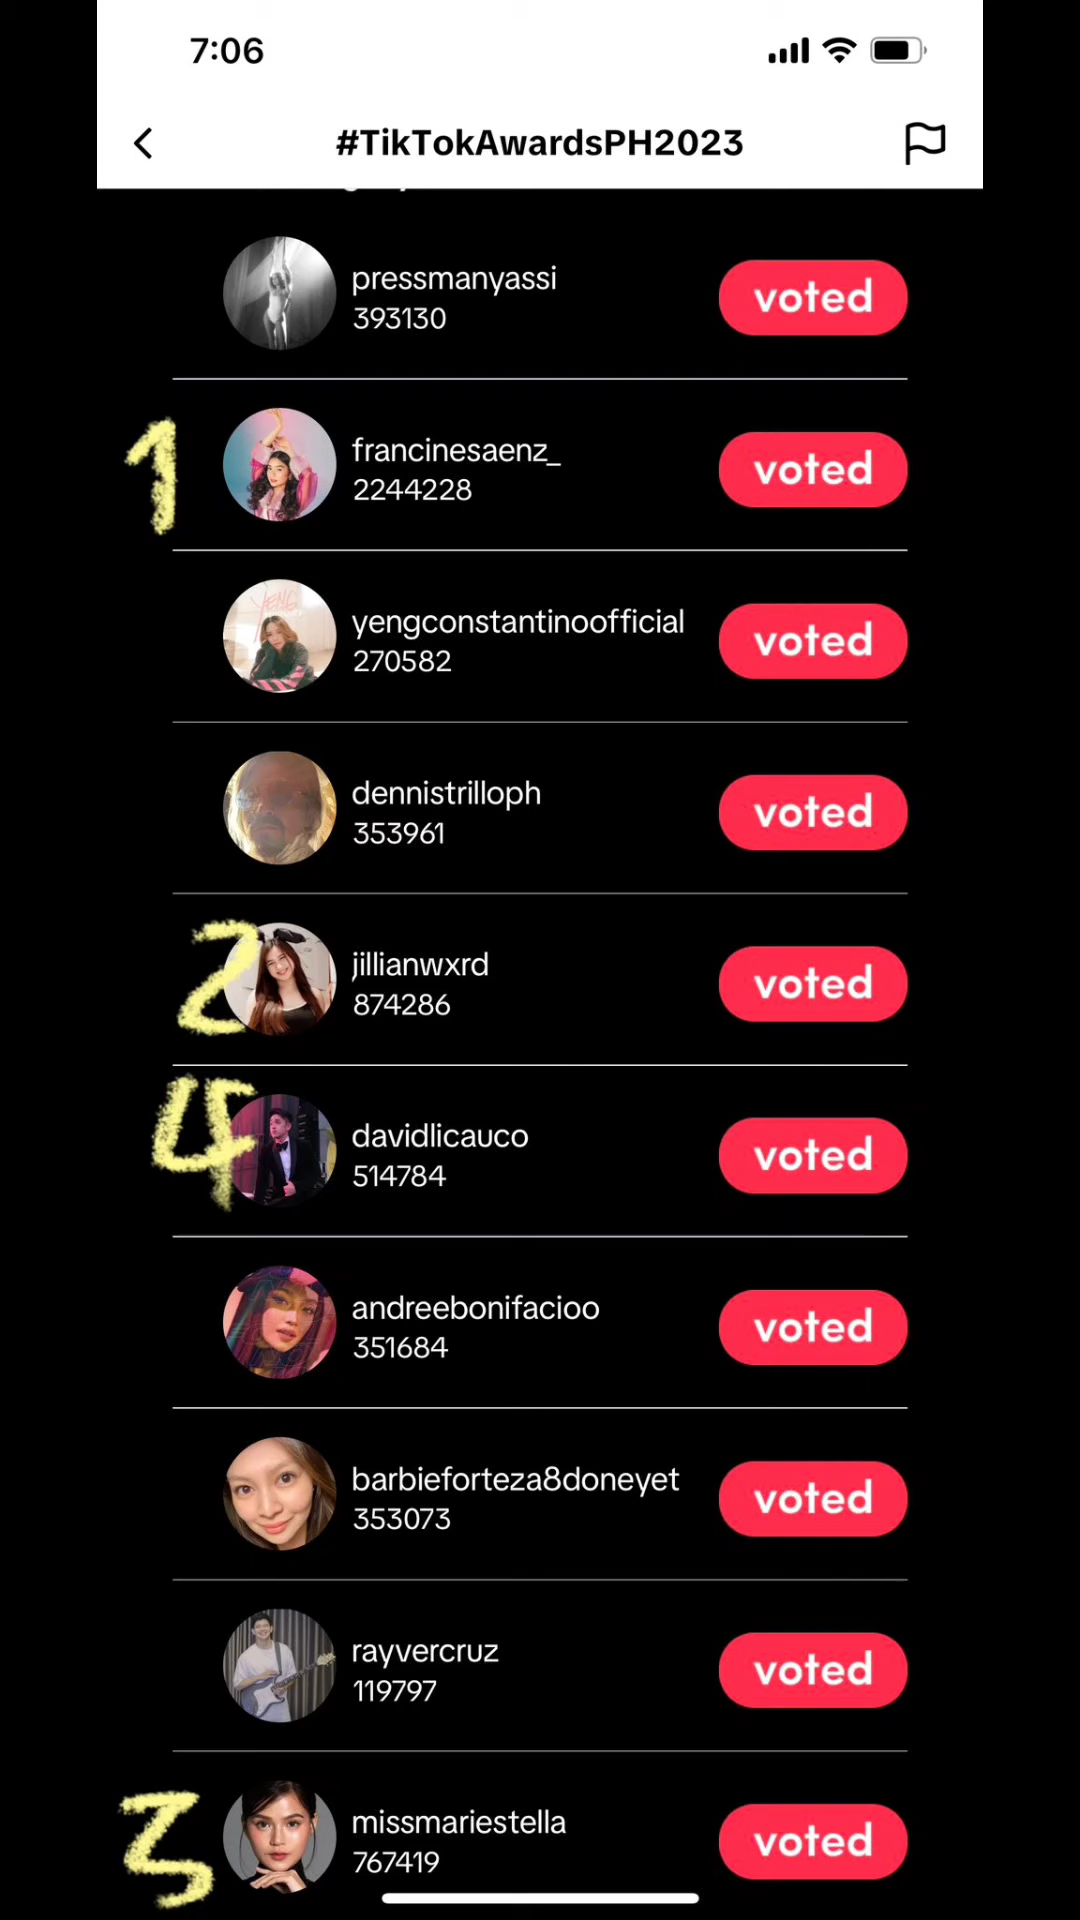 7:06
#TikTokAwardsPH2023
pressmanyassi
393130
voted
1
francinesaenz_
2244228
voted
YENG
yengconstantinoofficial
270582
voted
dennistrilloph
353961
voted
2
jillianwxrd
874286
voted
4
davidlicauco
514784
voted
andreebonifacioo
351684
voted
barbieforteza8doneyet
353073
voted
rayvercruz
119797
voted
3
missmariestella
767419
voted